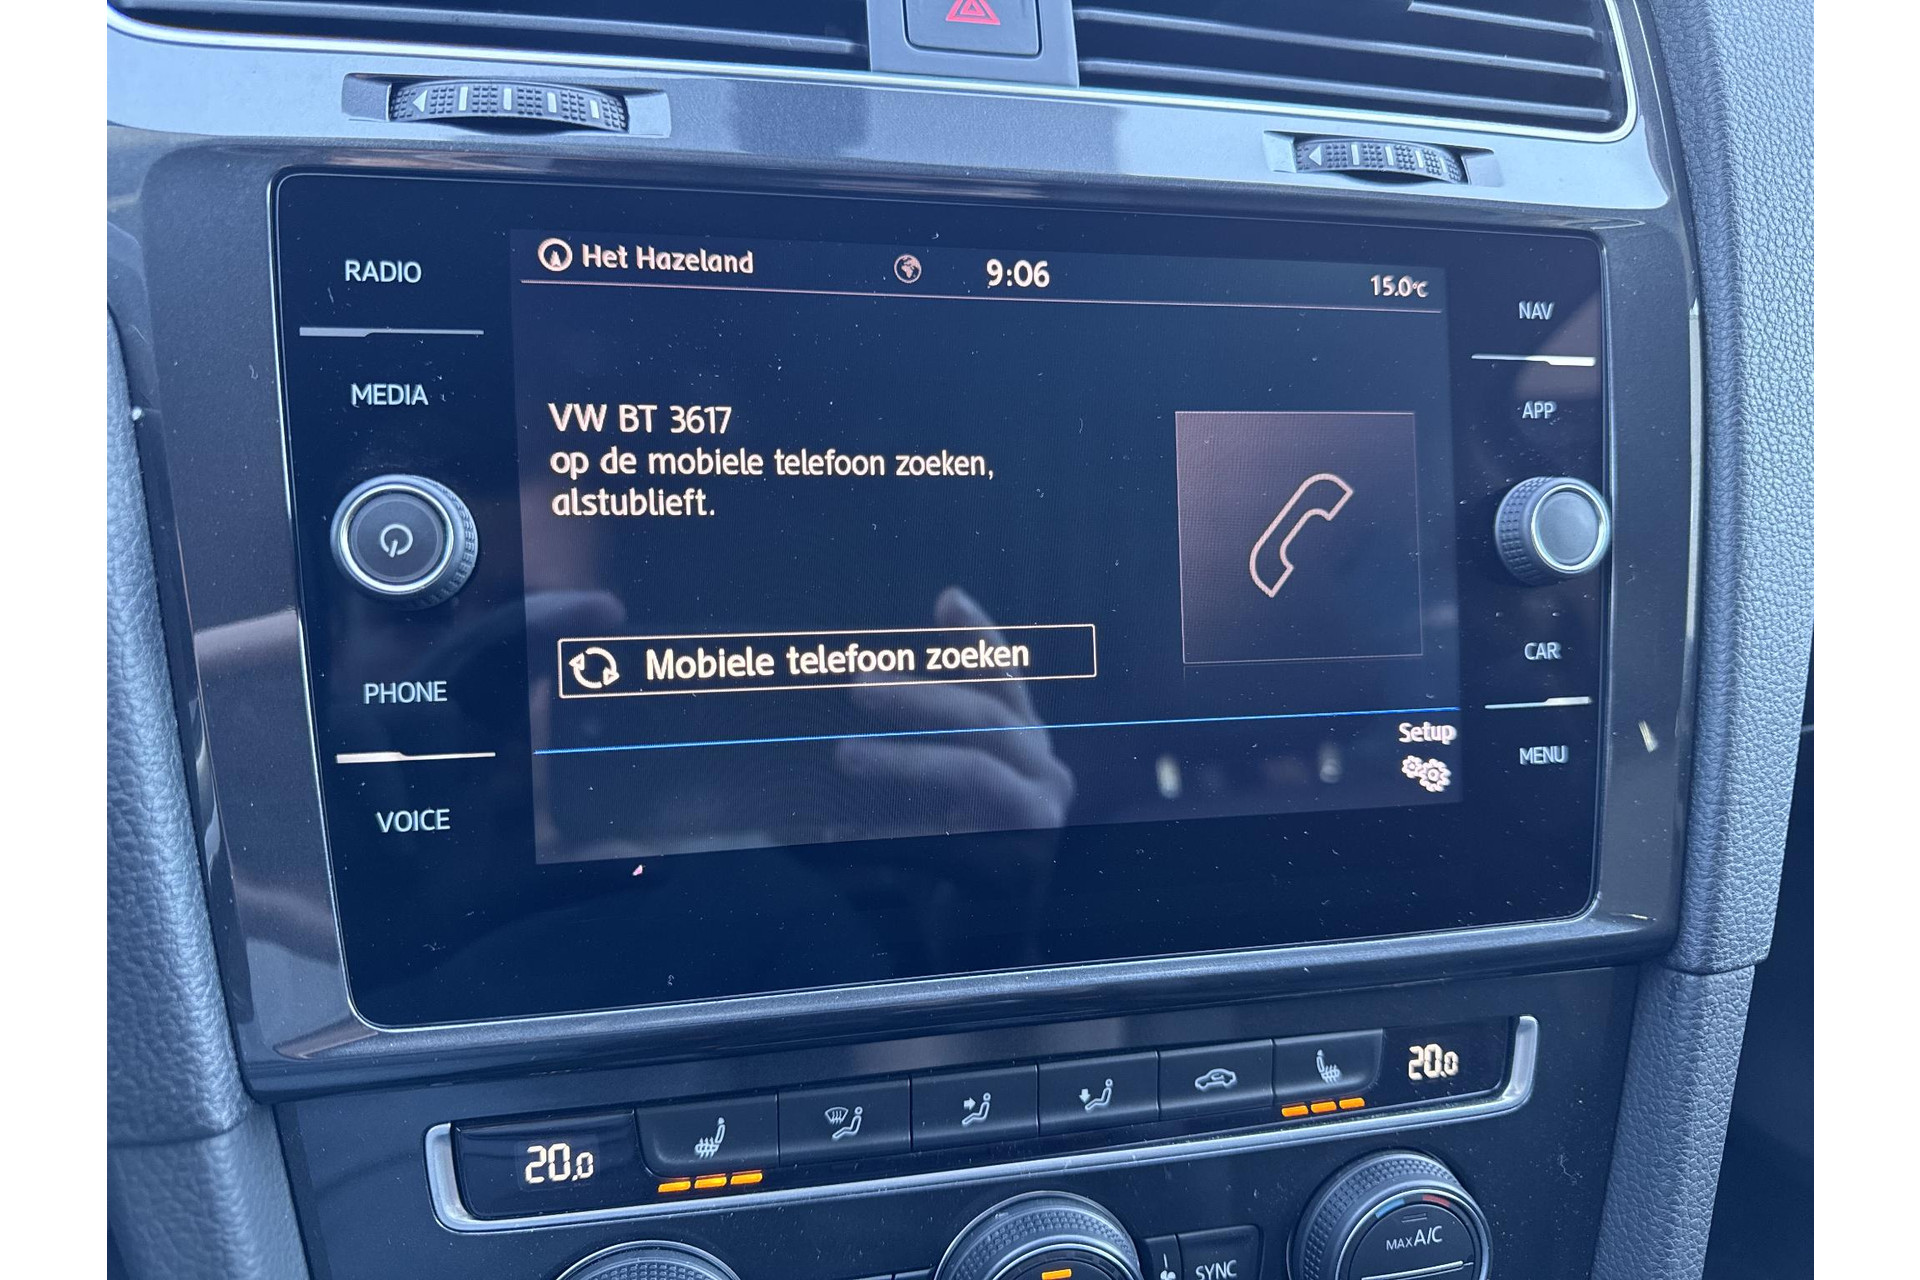 RADIO
MEDIA
PHONE
VOICE
Het Hazeland
9:06
15.0°C
VW BT 3617
op de mobiele telefoon zoeken,
alstublieft.
Mobiele telefoon zoeken
Setup
NAV
APP
CAR
MENU
20.0
20.0
SYNC
MAX A/C